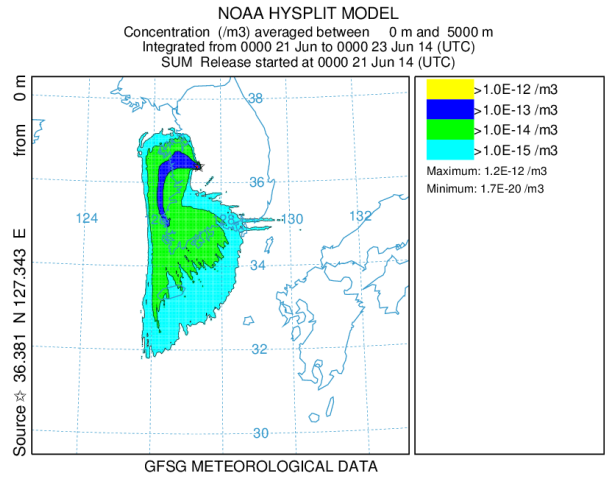 NOAA HYSPLIT MODEL
Concentration (/m3) averaged between 0 m and 5000 m
Integrated from 0000 21 Jun to 0000 23 Jun 14 (UTC)
SUM Release started at 0000 21 Jun 14 (UTC)
Source ☆ 36.381 N 127.343 E from 0 m
38
36
124
130
132
34
32
30
>1.0E-12 /m3
>1.0E-13 /m3
>1.0E-14 /m3
>1.0E-15 /m3
Maximum: 1.2E-12 /m3
Minimum: 1.7E-20 /m3
GFSG METEOROLOGICAL DATA